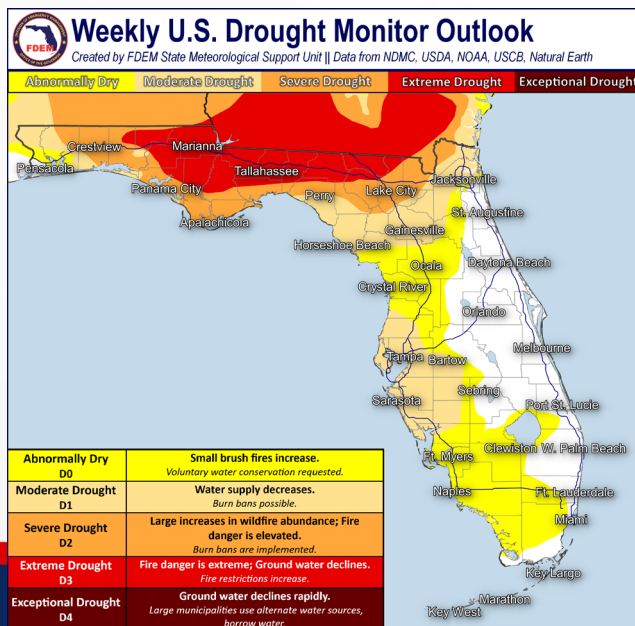 Weekly U.S. Drought Monitor Outlook
Created by FDEM State Meteorological Support Unit || Data from NDMC, USDA, NOAA, USCB, Natural Earth
FDEM
Abnormally Dry Moderate Drought Severe Drought Extreme Drought Exceptional Drought
Crestview
Marianna
Pensacola
Tallahassee
Jacksonville
Panama City
Perry
Lake City
St. Augustine
Apalachicola
Gainesville
Horseshoe Beach
Ocala
Daytona Beach
Crystal River
Orlando
Tampa
Bartow
Melbourne
Sebring
Sarasota
Port St. Lucie
Clewiston
W. Palm Beach
Ft. Myers
Naples
Ft. Lauderdale
Miami
Key Largo
Marathon
Key West
Abnormally Dry
D0
Small brush fires increase.
Voluntary water conservation requested.
Moderate Drought
D1
Water supply decreases.
Burn bans possible.
Severe Drought
D2
Large increases in wildfire abundance; Fire
danger is elevated.
Burn bans are implemented.
Extreme Drought
D3
Fire danger is extreme; Ground water declines.
Fire restrictions increase.
Exceptional Drought
D4
Ground water declines rapidly.
Large municipalities use alternate water sources,
borrow water.